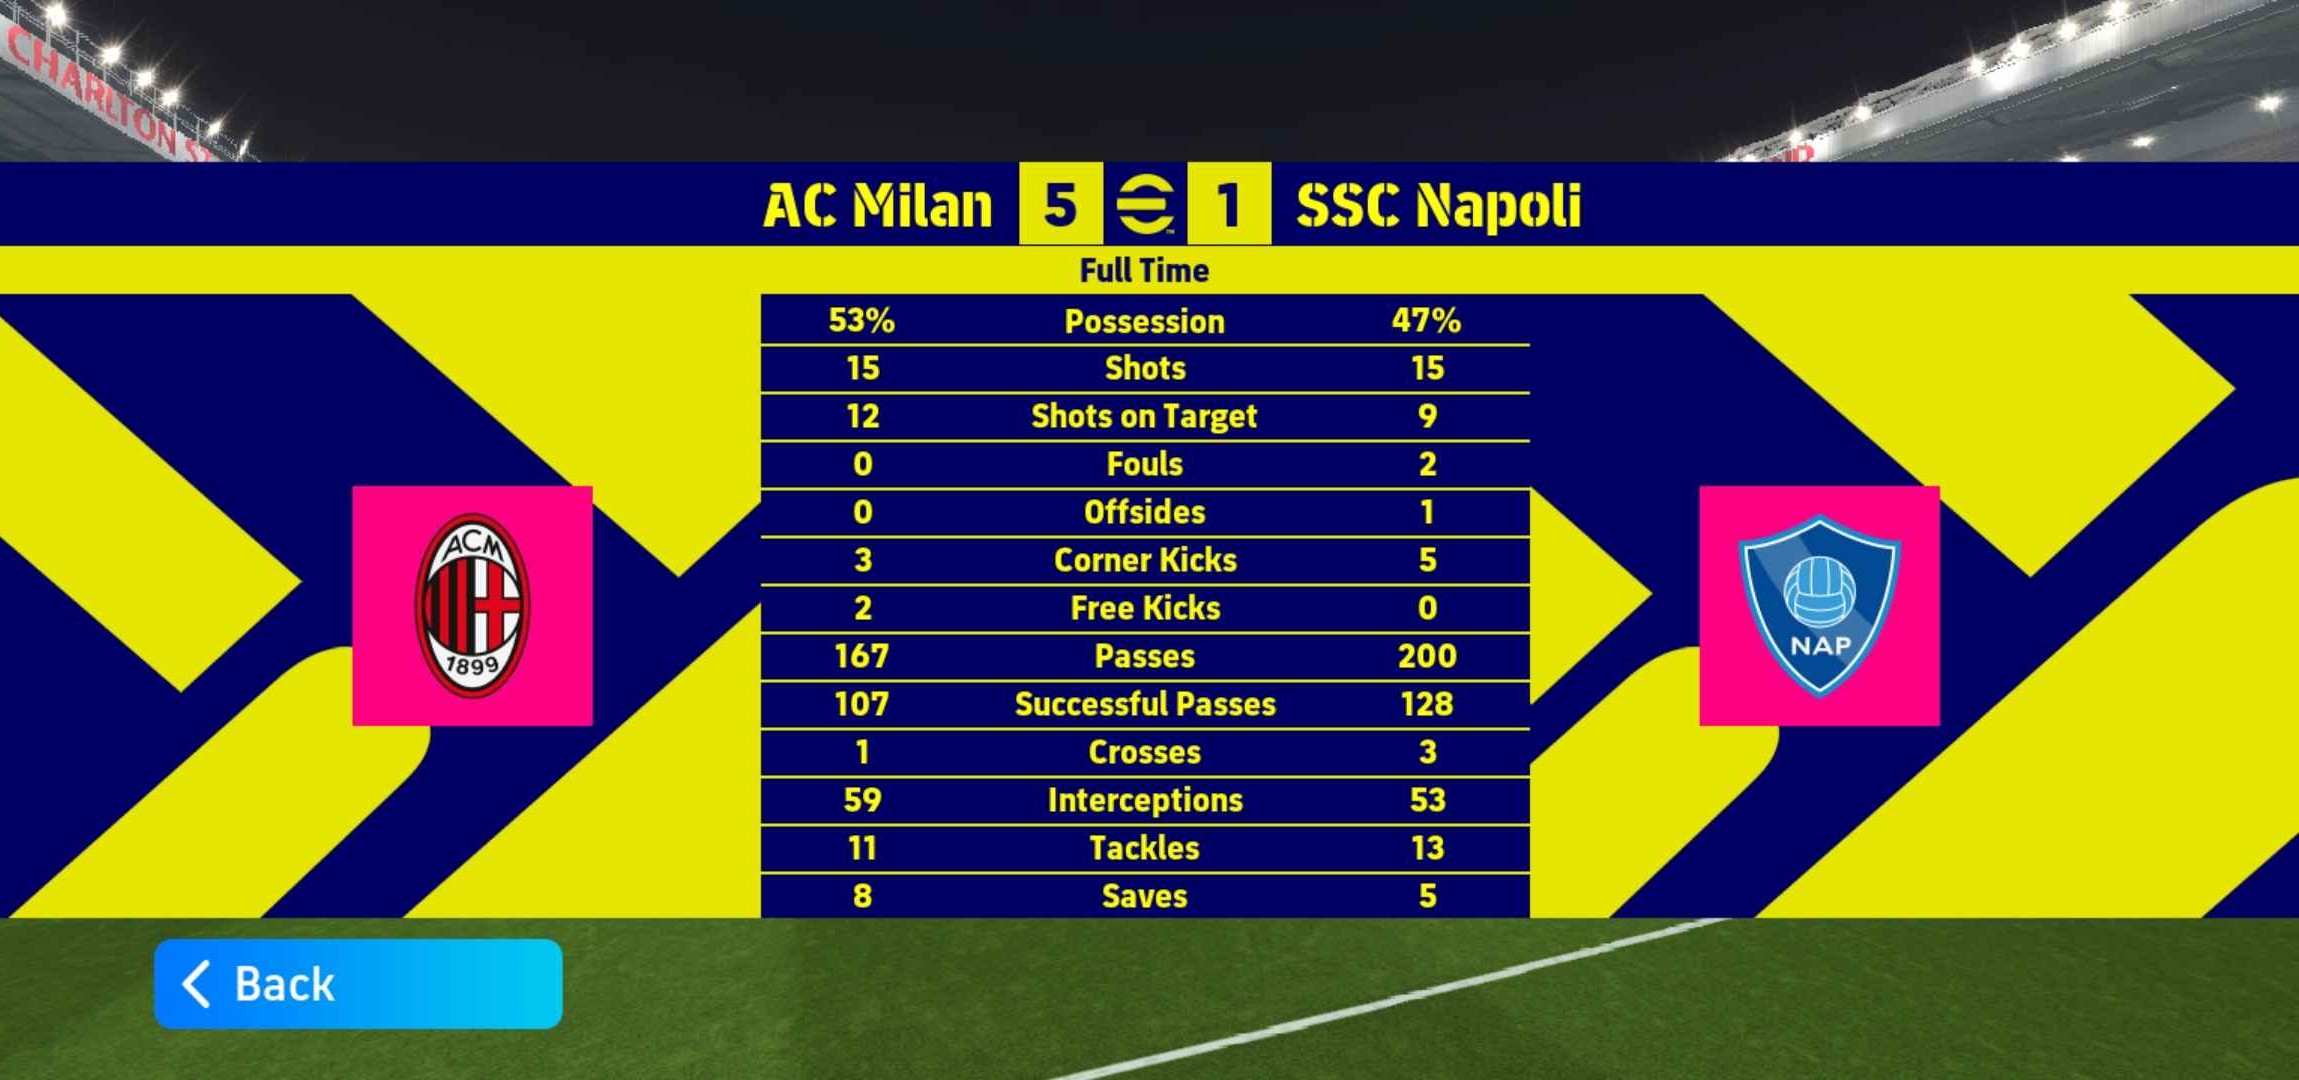 CHARLTON ST
AC Milan 5 1 SSC Napoli
Full Time
53% Possession 47%
15 Shots 15
12 Shots on Target 9
0 Fouls 2
0 Offsides 1
3 Corner Kicks 5
2 Free Kicks 0
167 Passes 200
107 Successful Passes 128
1 Crosses 3
59 Interceptions 53
11 Tackles 13
8 Saves 5
ACM
1899
NAP
Back